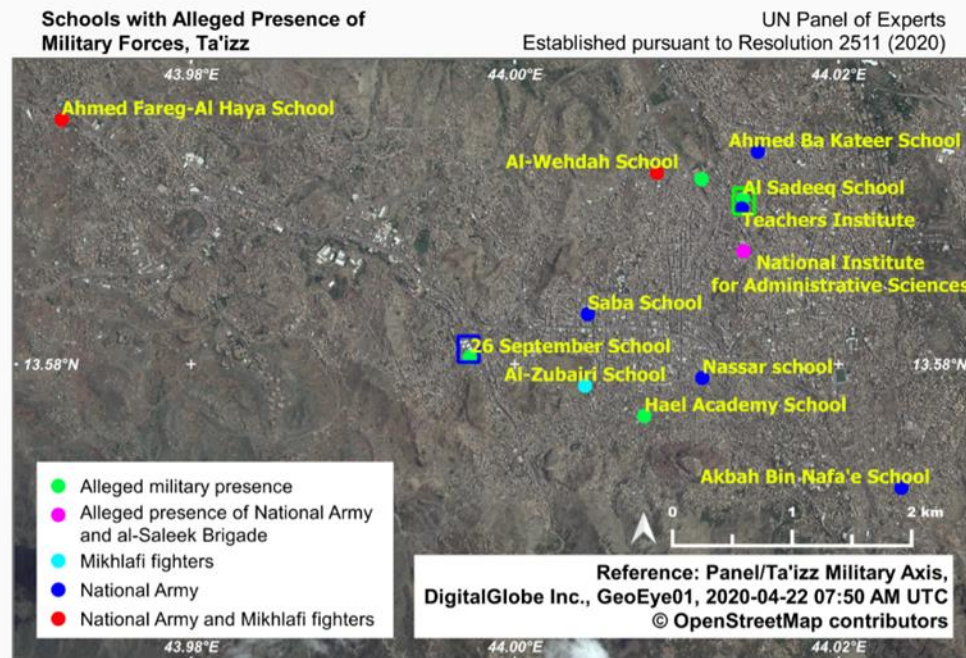 Schools with Alleged Presence of
Military Forces, Ta'izz
UN Panel of Experts
Established pursuant to Resolution 2511 (2020)
43.98°E
44.00°E
44.02°E
Ahmed Fareg-Al Haya School
Ahmed Ba Kateer School
Al-Wehdah School
Al Sadeeq School
Teachers Institute
National Institute
for Administrative Sciences
Saba School
26 September School
13.58°N
13.58°N
Al-Zubairi School
Nassar school
Hael Academy School
Akbah Bin Nafa'e School
Alleged military presence
Alleged presence of National Army
and al-Saleek Brigade
Mikhlafi fighters
National Army
National Army and Mikhlafi fighters
0 1 2 km
Reference: Panel/Ta'izz Military Axis,
DigitalGlobe Inc., GeoEye01, 2020-04-22 07:50 AM UTC
© OpenStreetMap contributors
43.98°E
44.00°E
44.02°E